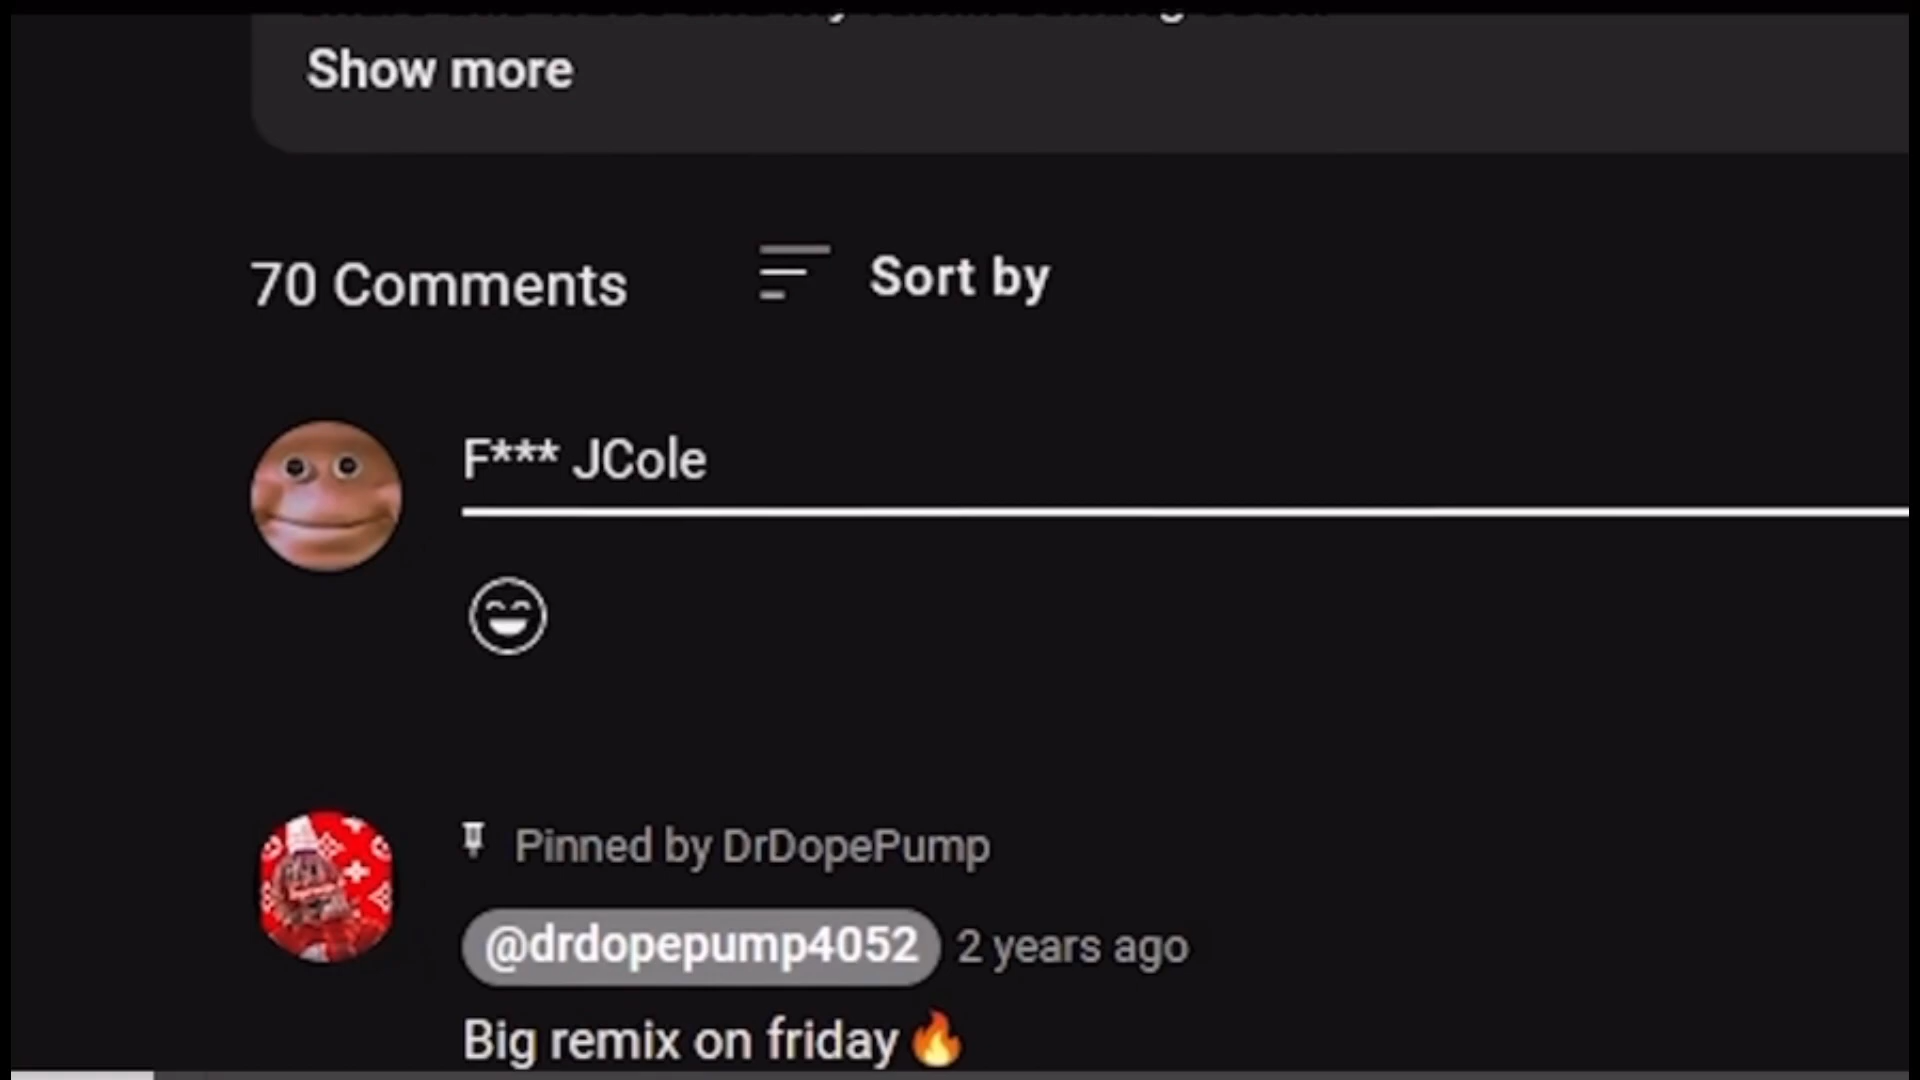 Show more
70 Comments
Sort by
F*** JCole
Pinned by DrDopePump
@drdopepump4052 2 years ago
Big remix on friday🔥